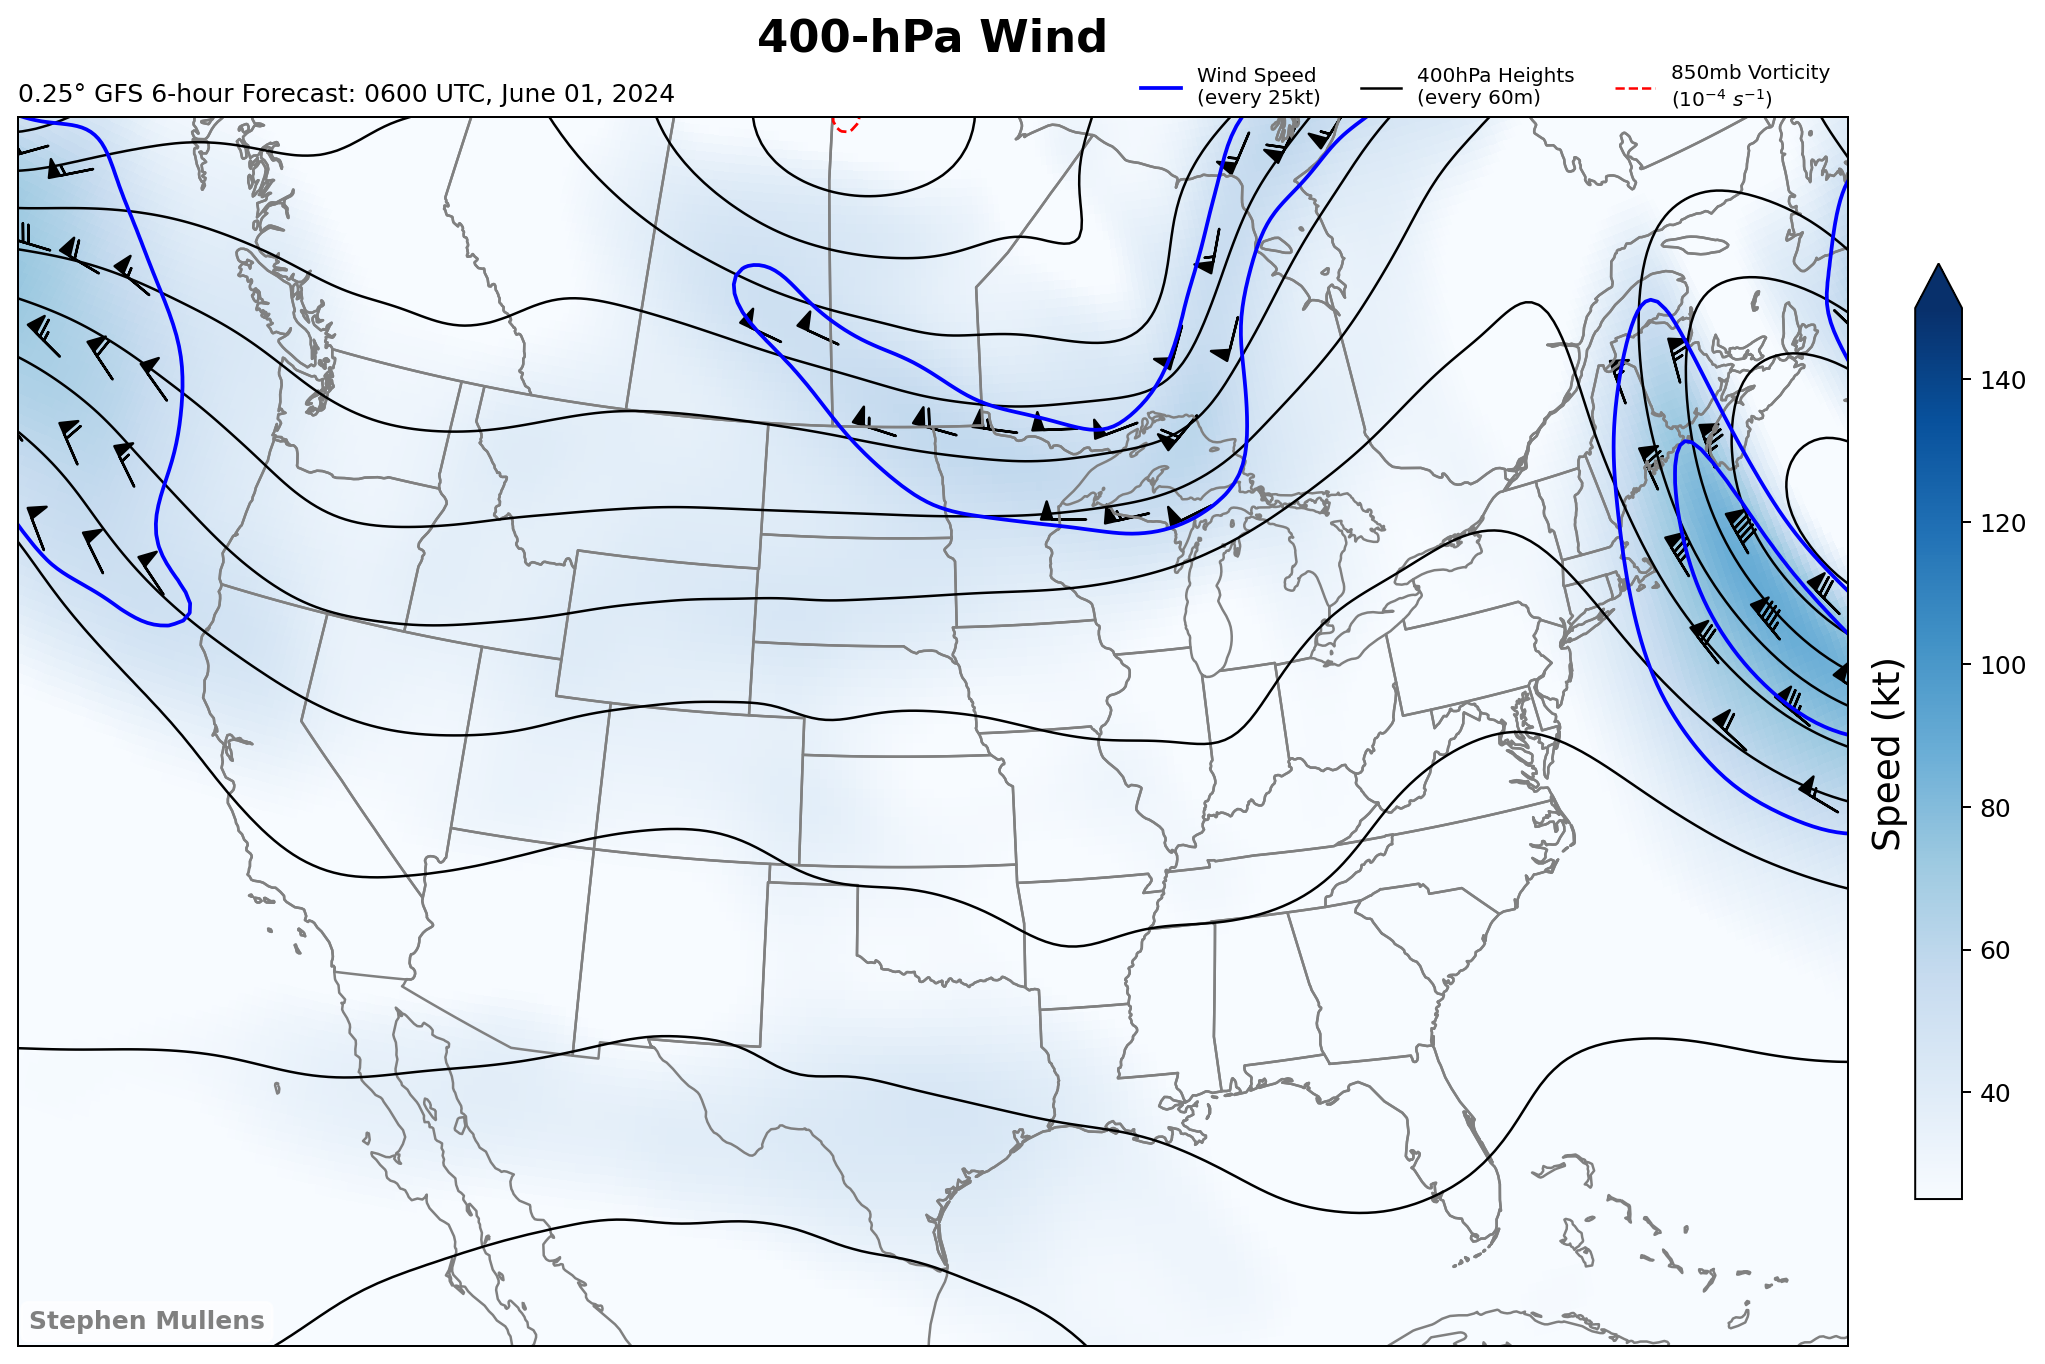 400-hPa Wind
0.25° GFS 6-hour Forecast: 0600 UTC, June 01, 2024
Wind Speed
(every 25kt)
400hPa Heights
(every 60m)
850mb Vorticity
(10⁻⁴ s⁻¹)
140
120
100
80
60
40
Speed (kt)
Stephen Mullens